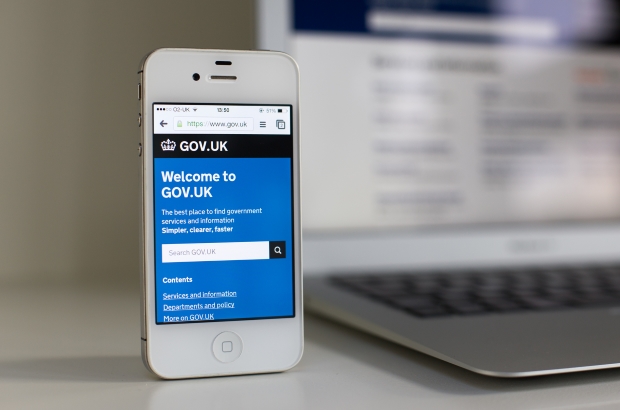 O2-UK 13:50 61%
https://www.gov.uk
GOV.UK
Welcome to
GOV.UK
The best place to find government
services and information
Simpler, clearer, faster
Search GOV.UK
Contents
Services and information
Departments and policy
More on GOV.UK